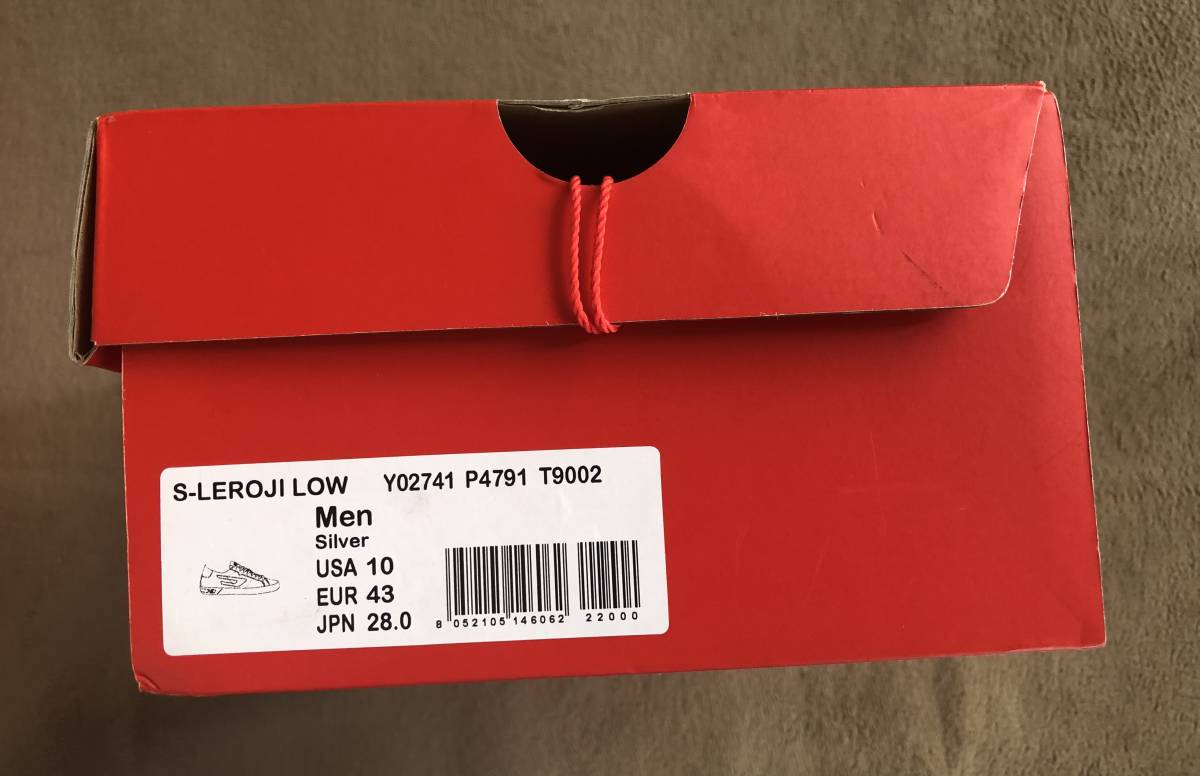 S-LEROJI LOW Y02741 P4791 T9002
Men
Silver
USA 10
EUR 43
JPN 28.0
8 052105 146062 22000